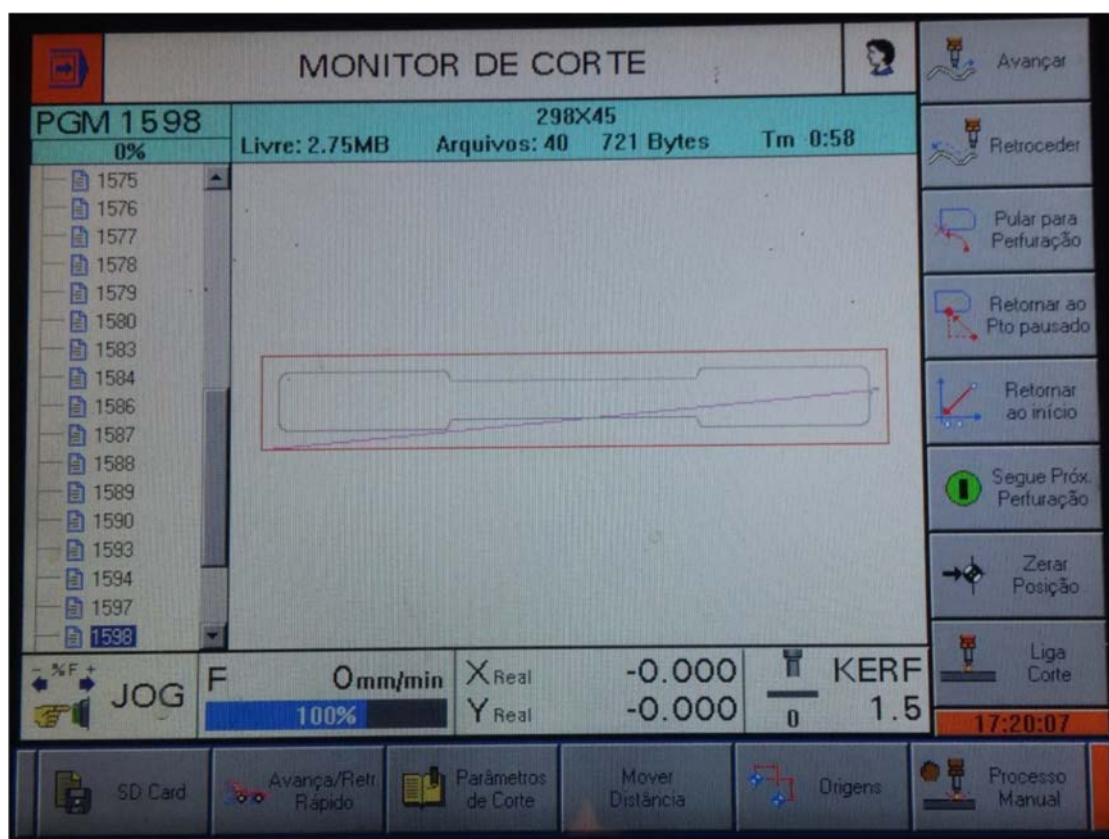 MONITOR DE CORTE
PGM 1598
0%
298X45
Livre: 2.75MB Arquivos: 40 721 Bytes Tm 0:58
1575
1576
1577
1578
1579
1580
1583
1584
1586
1587
1588
1589
1590
1593
1594
1597
1598
Avançar
Retroceder
Pular para
Perfuração
Retornar ao
Pto pausado
Retornar
ao início
Segue Próx.
Perfuração
Zerar
Posição
Liga
Corte
17:20:07
- %F +
JOG
F 0mm/min
100%
X Real -0.000
Y Real -0.000
0
KERF
1.5
SD Card
Avança/Retr.
Rápido
Parâmetros
de Corte
Mover
Distância
Origens
Processo
Manual